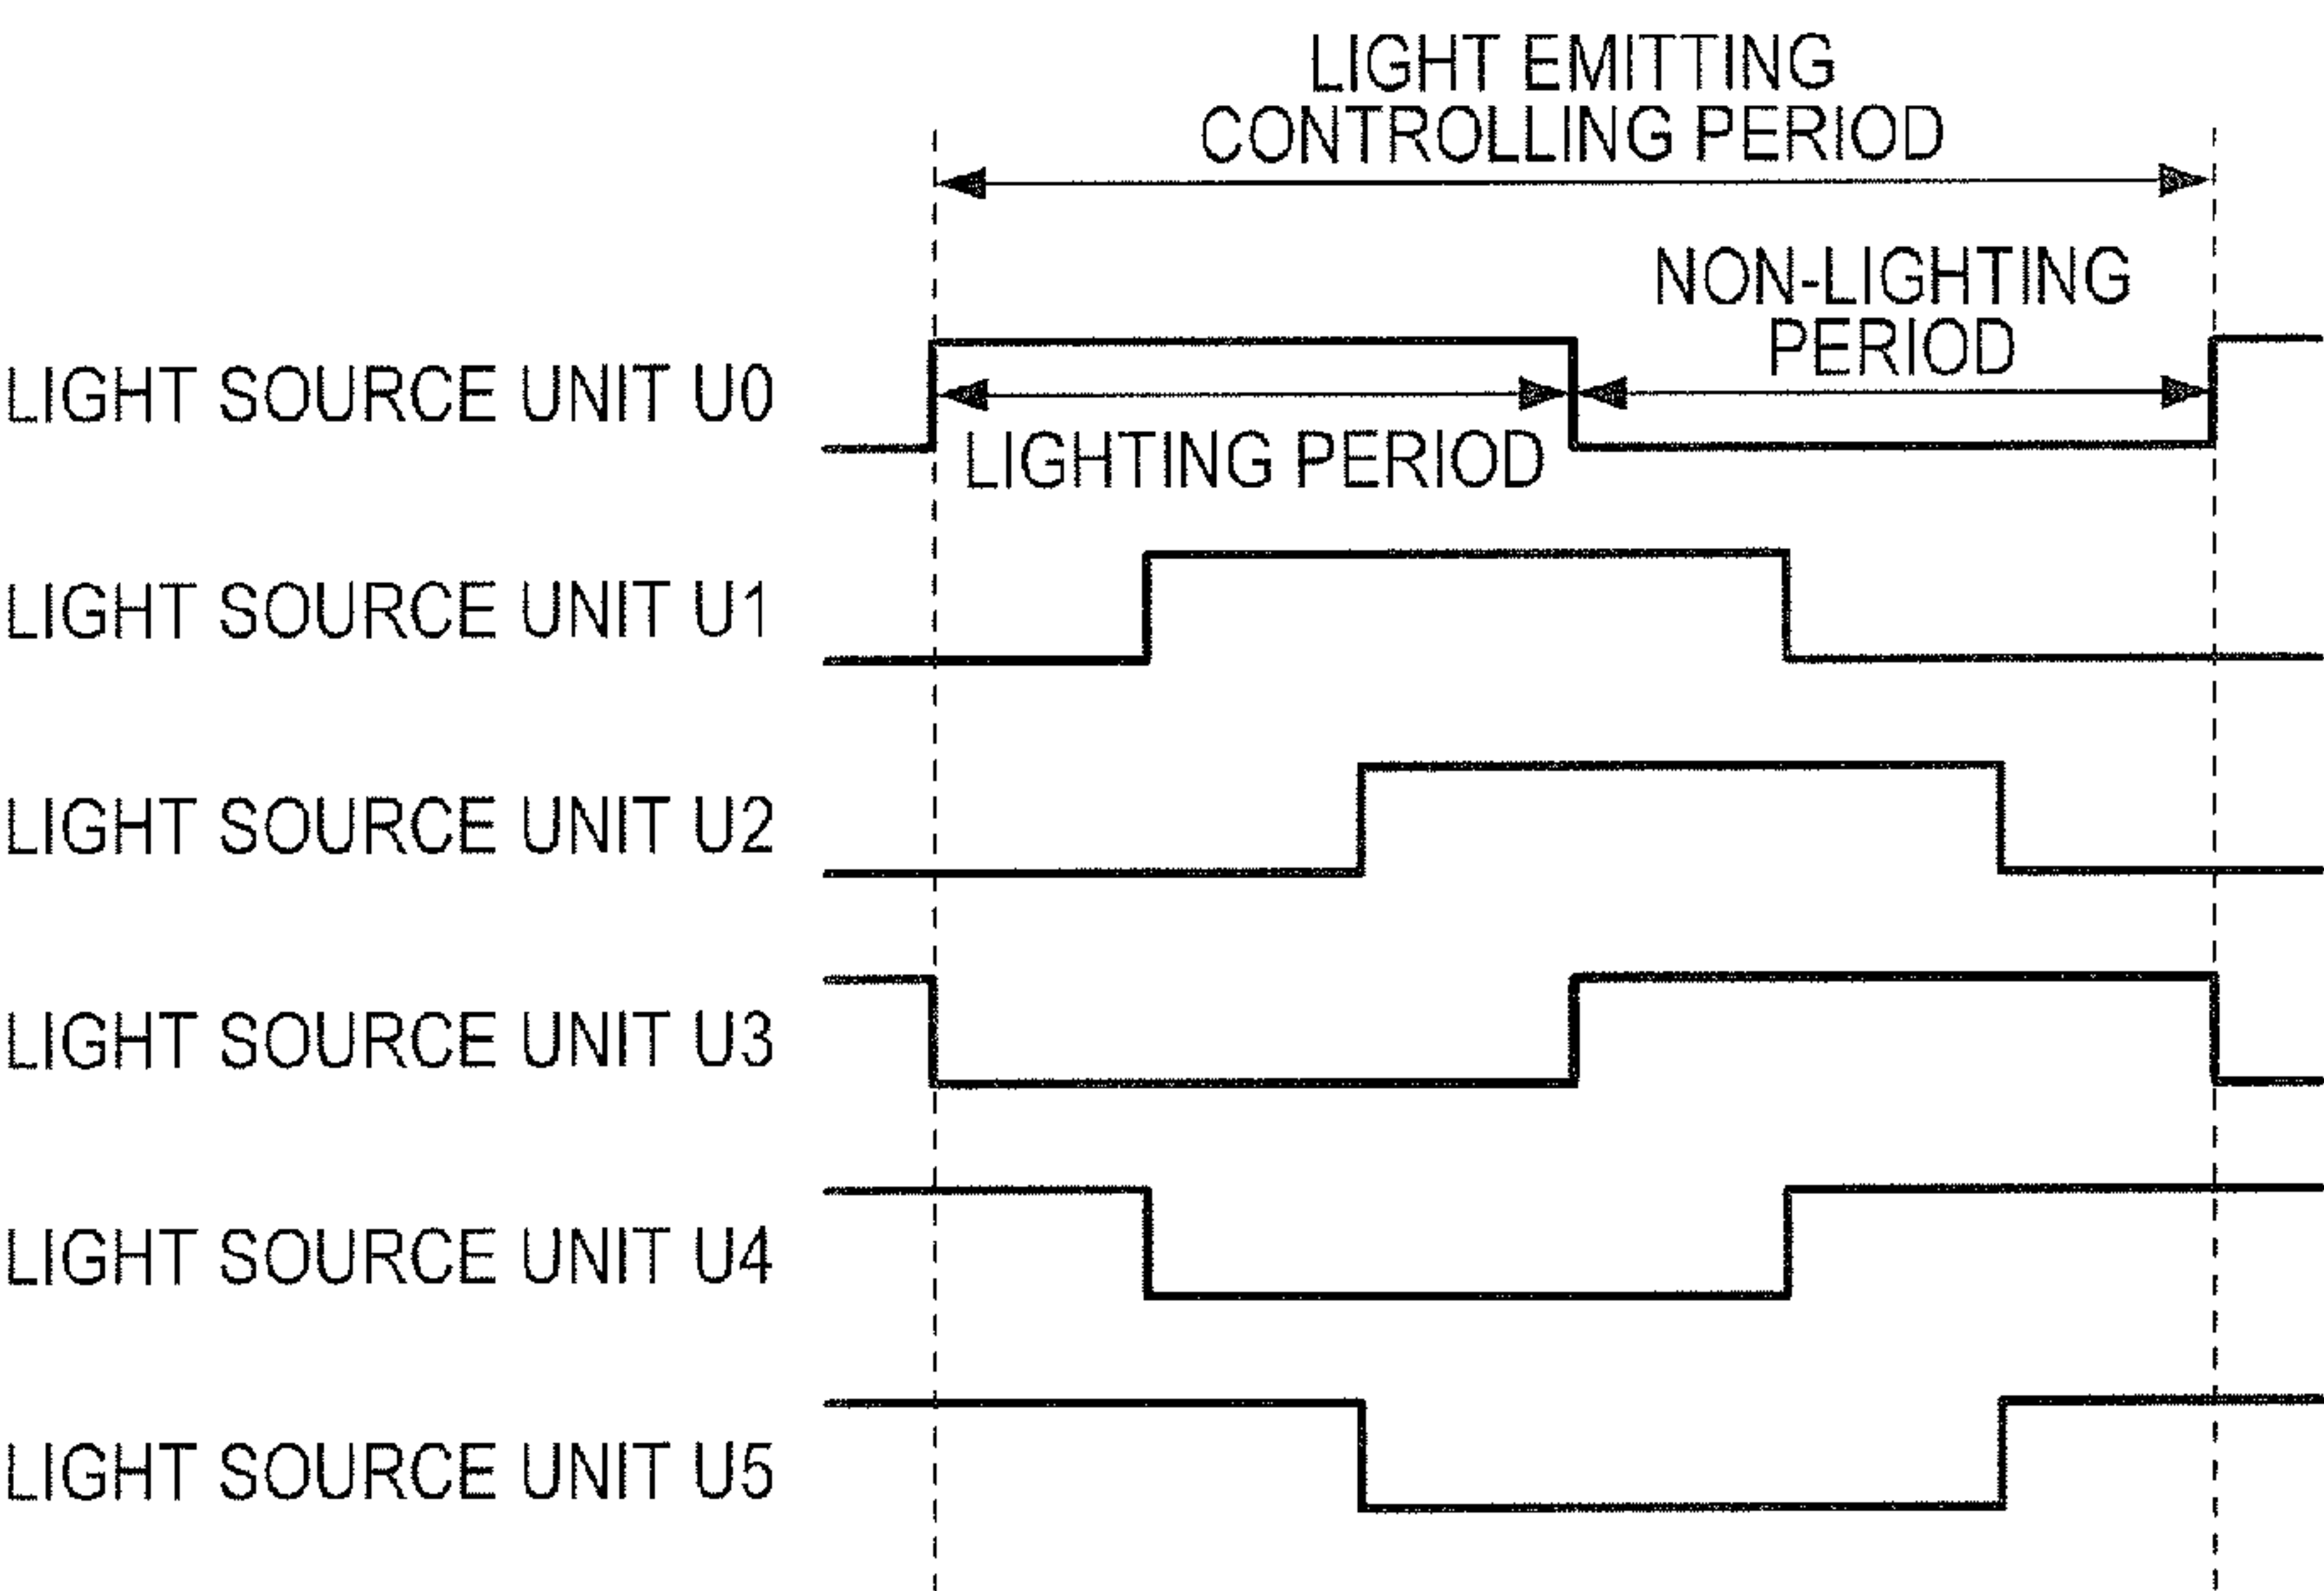 LIGHT EMITTING
CONTROLLING PERIOD
NON-LIGHTING
PERIOD
LIGHT SOURCE UNIT U0
LIGHTING PERIOD
LIGHT SOURCE UNIT U1
LIGHT SOURCE UNIT U2
LIGHT SOURCE UNIT U3
LIGHT SOURCE UNIT U4
LIGHT SOURCE UNIT U5